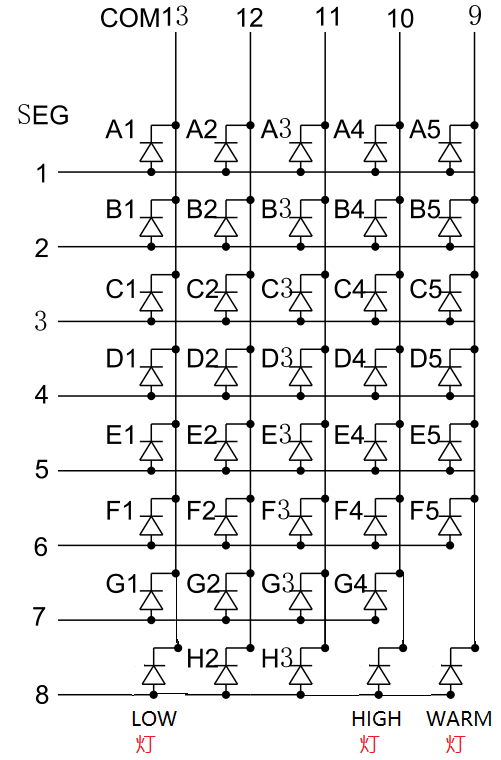 COM13 12 11 10 9
SEG
A1 A2 A3 A4 A5
1
B1 B2 B3 B4 B5
2
C1 C2 C3 C4 C5
3
D1 D2 D3 D4 D5
4
E1 E2 E3 E4 E5
5
F1 F2 F3 F4 F5
6
G1 G2 G3 G4
7
H2 H3
8
LOW HIGH WARM
灯 灯 灯